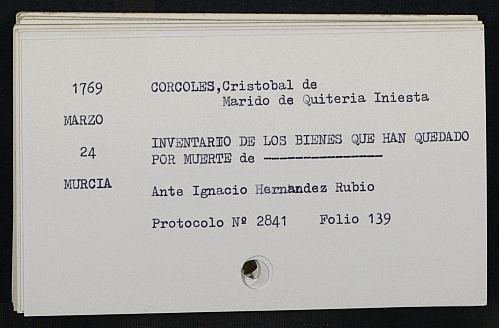 1769 CORCOLES,Cristobal de
Marido de Quiteria Iniesta
MARZO
24 INVENTARIO DE LOS BIENES QUE HAN QUEDADO
POR MUERTE de ---------------
MURCIA Ante Ignacio Hernandez Rubio
Protocolo Nº 2841 Folio 139